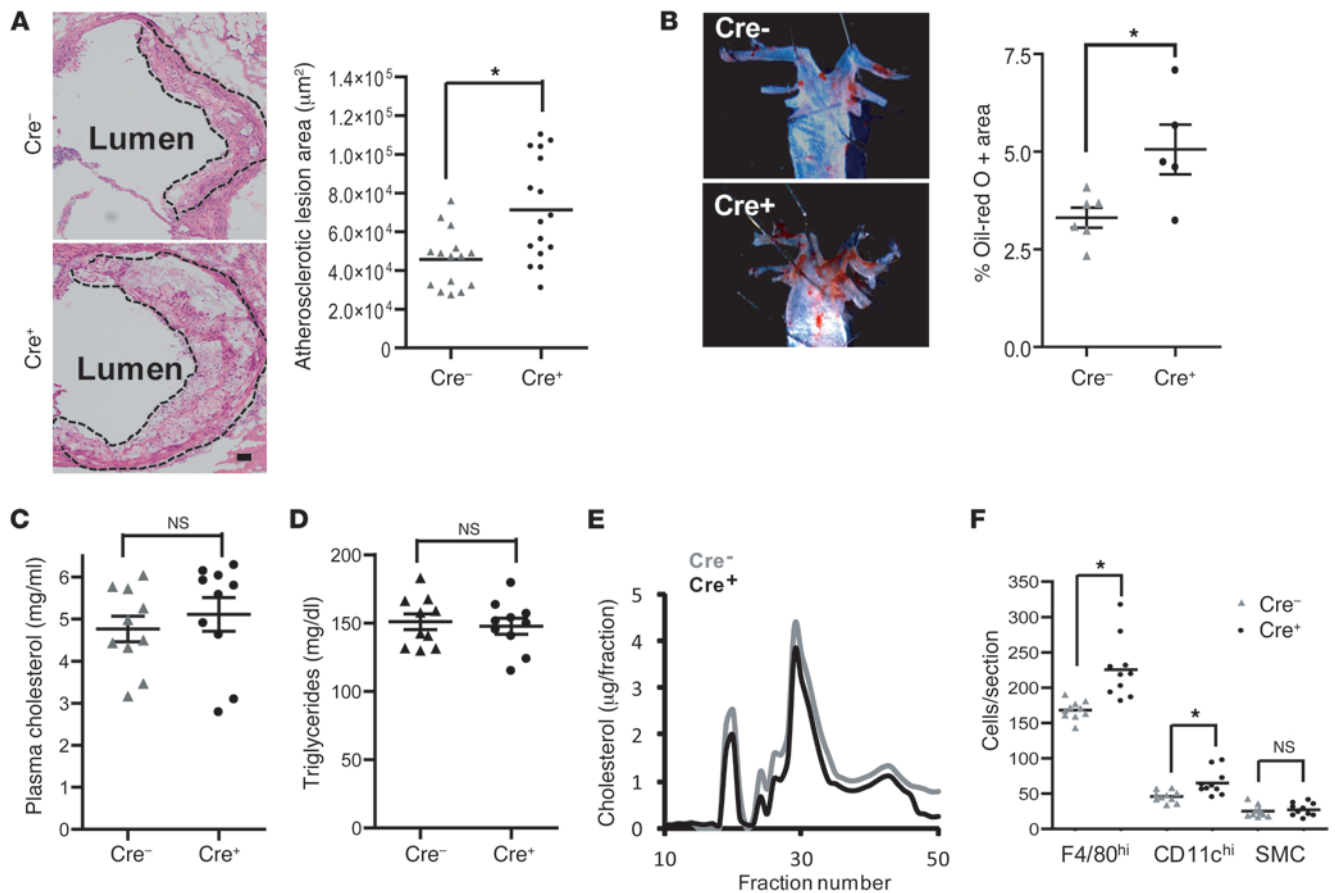 A
Cre⁻
Lumen
Cre⁺
Lumen
Atherosclerotic lesion area (μm²)
1.4×10⁵
1.2×10⁵
1.0×10⁵
8.0×10⁴
6.0×10⁴
4.0×10⁴
2.0×10⁴
0
*
Cre⁻
Cre⁺
B
Cre-
Cre+
% Oil-red O + area
7.5
5.0
2.5
0.0
*
Cre⁻
Cre⁺
C
Plasma cholesterol (mg/ml)
6
5
4
3
2
1
0
NS
Cre⁻
Cre⁺
D
Triglycerides (mg/dl)
200
150
100
50
0
NS
Cre⁻
Cre⁺
E
Cre⁻
Cre⁺
Cholesterol (μg/fraction)
5
4
3
2
1
0
10
30
50
Fraction number
F
Cells/section
350
300
250
200
150
100
50
0
*
*
NS
Cre⁻
Cre⁺
F4/80ʰⁱ
CD11cʰⁱ
SMC